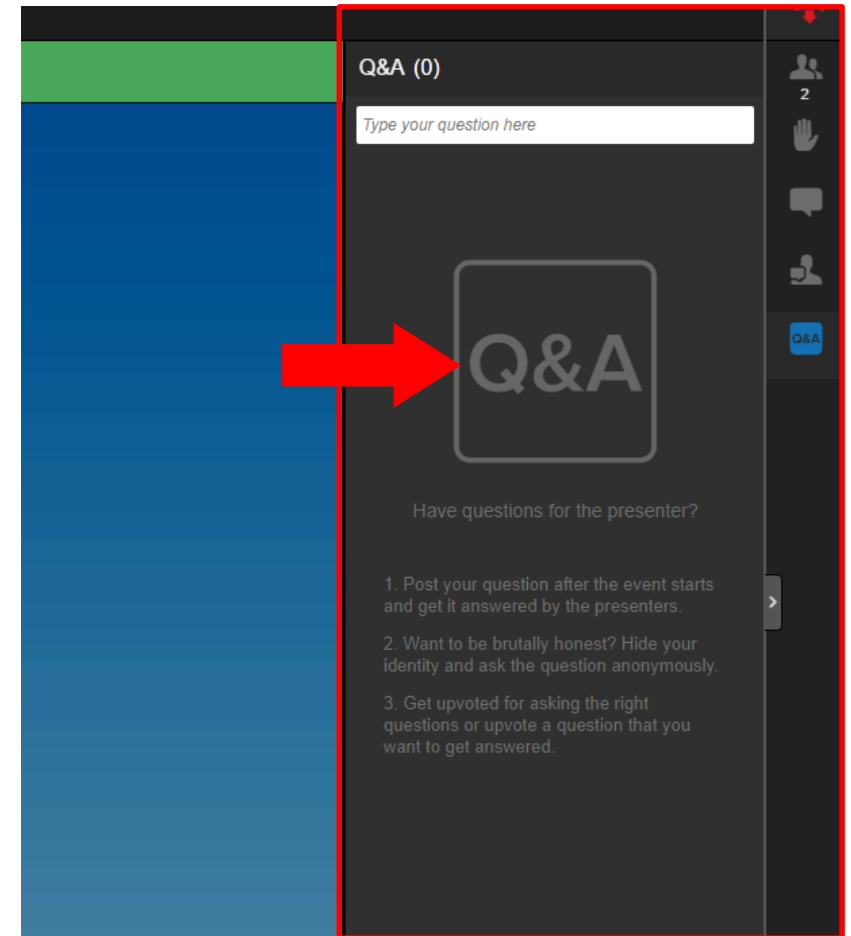 Q&A (0)
2
Type your question here
Q&A
Q&A
Have questions for the presenter?
1. Post your question after the event starts
and get it answered by the presenters.
2. Want to be brutally honest? Hide your
identity and ask the question anonymously.
3. Get upvoted for asking the right
questions or upvote a question that you
want to get answered.